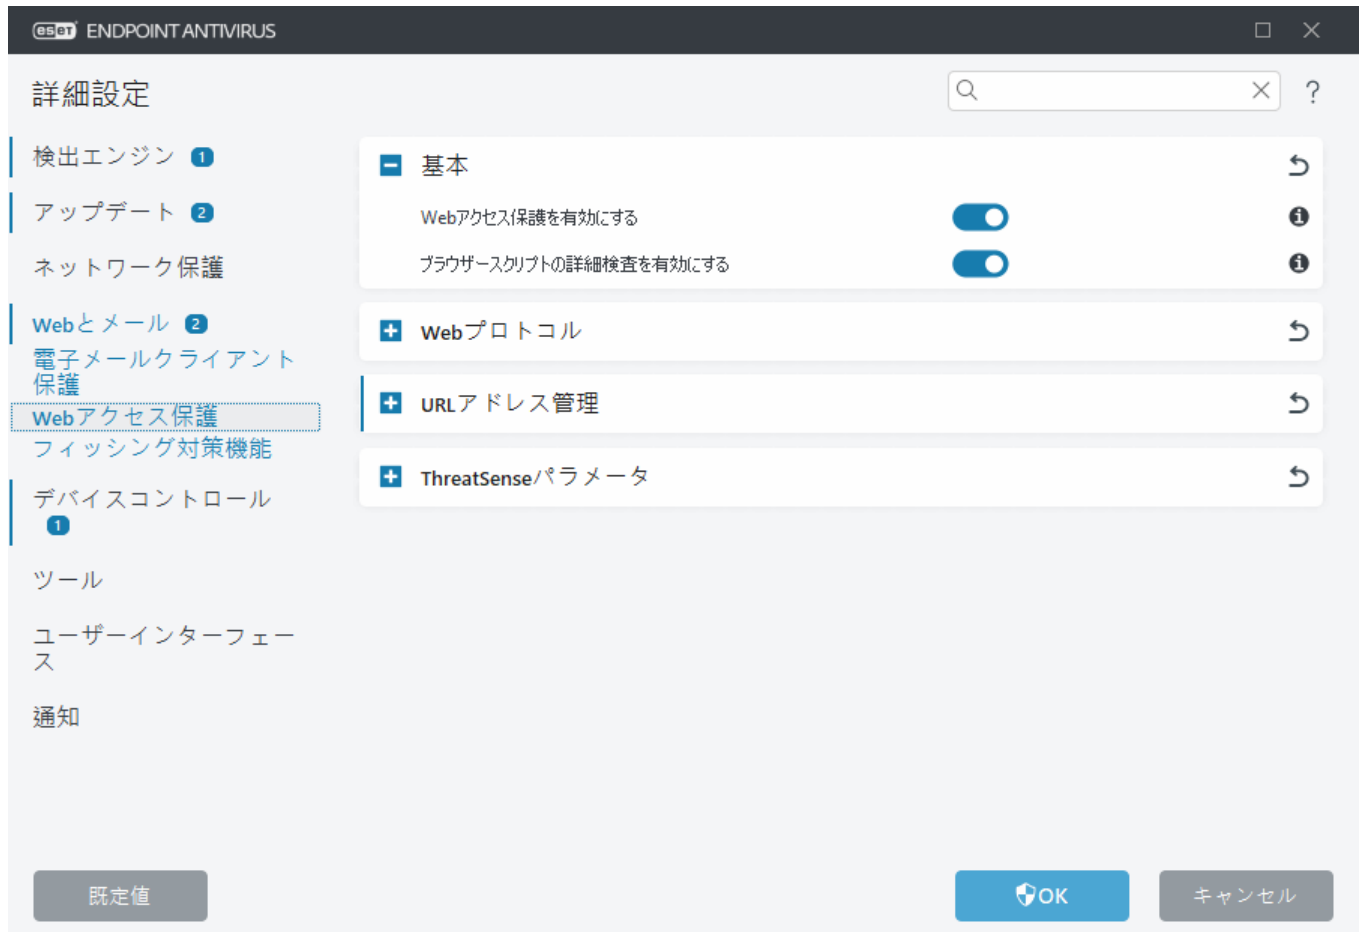 eset ENDPOINT ANTIVIRUS
詳細設定
?
検出エンジン 1
アップデート 2
ネットワーク保護
Webとメール 2
電子メールクライアント
保護
Webアクセス保護
フィッシング対策機能
デバイスコントロール
1
ツール
ユーザーインターフェー
ス
通知
基本
Webアクセス保護を有効にする
ブラウザースクリプトの詳細検査を有効にする
Webプロトコル
URLアドレス管理
ThreatSenseパラメータ
既定値
OK
キャンセル